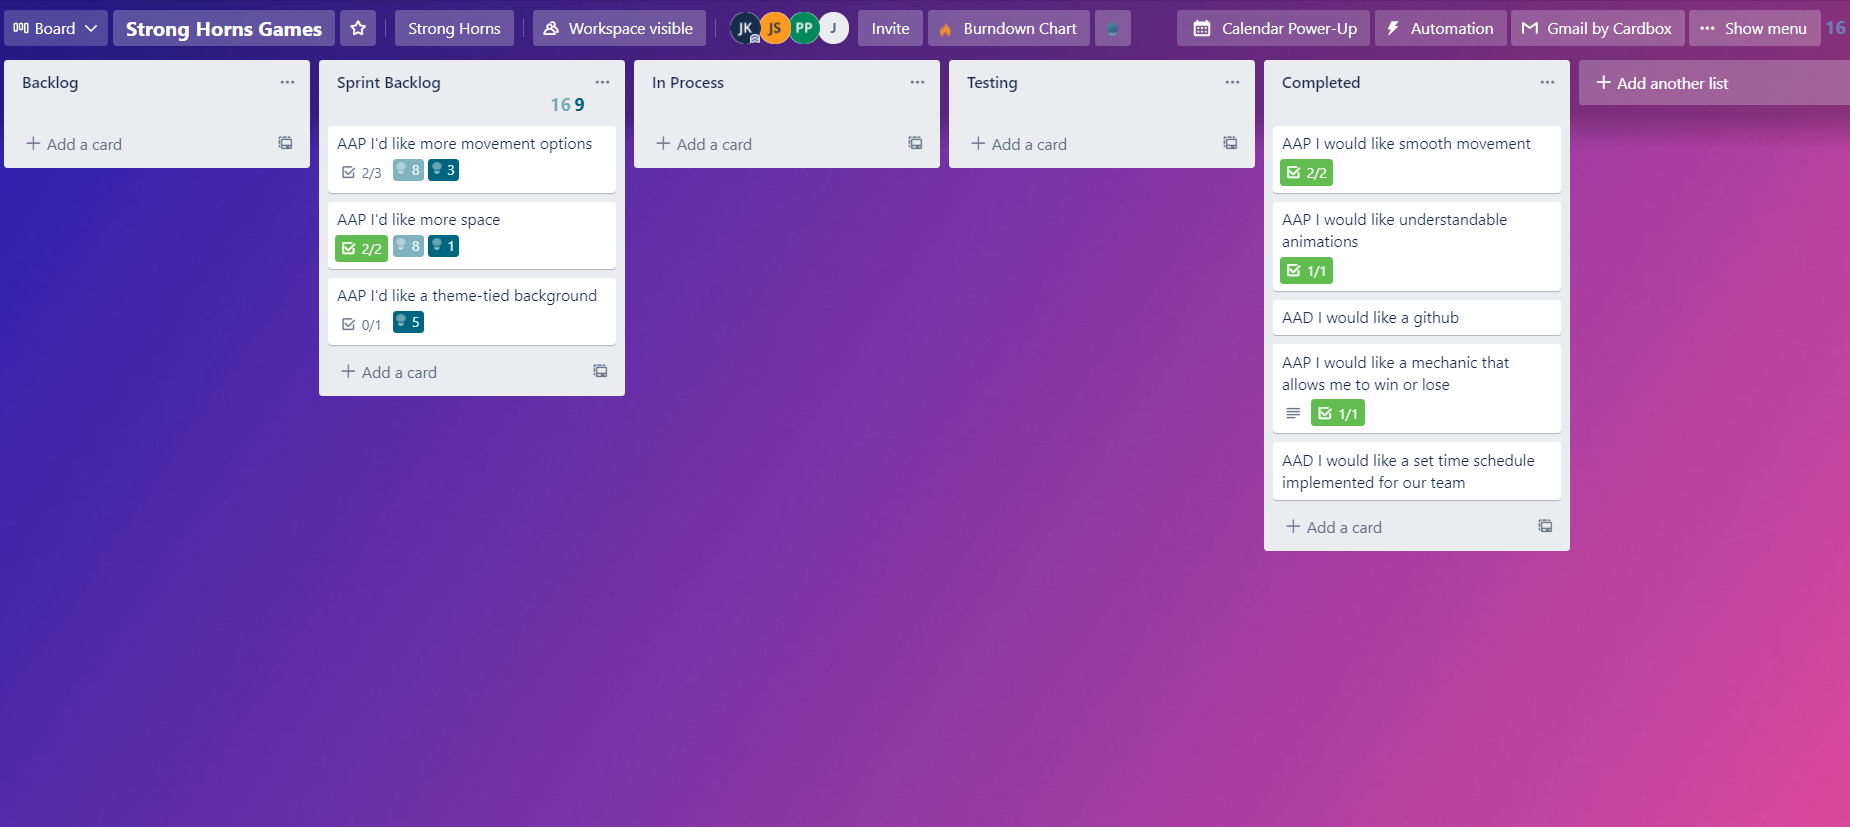 Board
Strong Horns Games
Strong Horns
Workspace visible
JK
JS
PP
J
Invite
Burndown Chart
Calendar Power-Up
Automation
Gmail by Cardbox
Show menu
16
Backlog
Add a card
Sprint Backlog
16 9
AAP I'd like more movement options
2/3 8 3
AAP I'd like more space
2/2 8 1
AAP I'd like a theme-tied background
0/1 5
Add a card
In Process
Add a card
Testing
Add a card
Completed
AAP I would like smooth movement
2/2
AAP I would like understandable
animations
1/1
AAD I would like a github
AAP I would like a mechanic that
allows me to win or lose
1/1
AAD I would like a set time schedule
implemented for our team
Add a card
Add another list